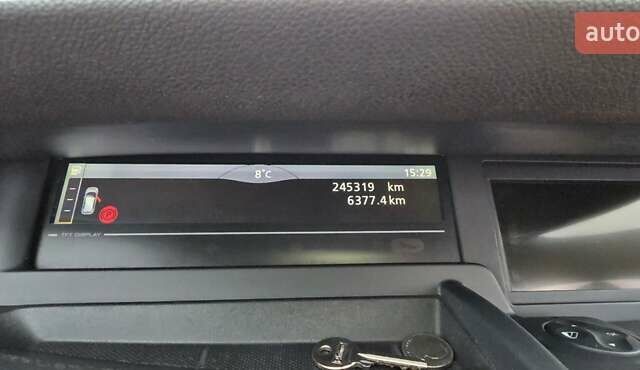 auto
8°C
15:29
245319 km
6377.4 km
TFT DISPLAY